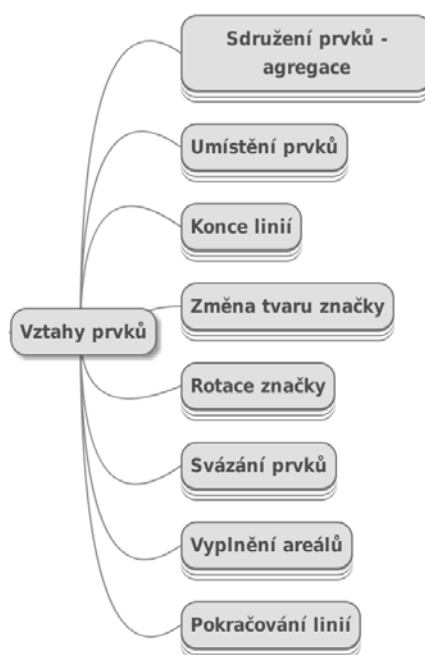 Sdružení prvků -
agregace
Umístění prvků
Konce linií
Změna tvaru značky
Vztahy prvků
Rotace značky
Svázání prvků
Vyplnění areálů
Pokračování linií